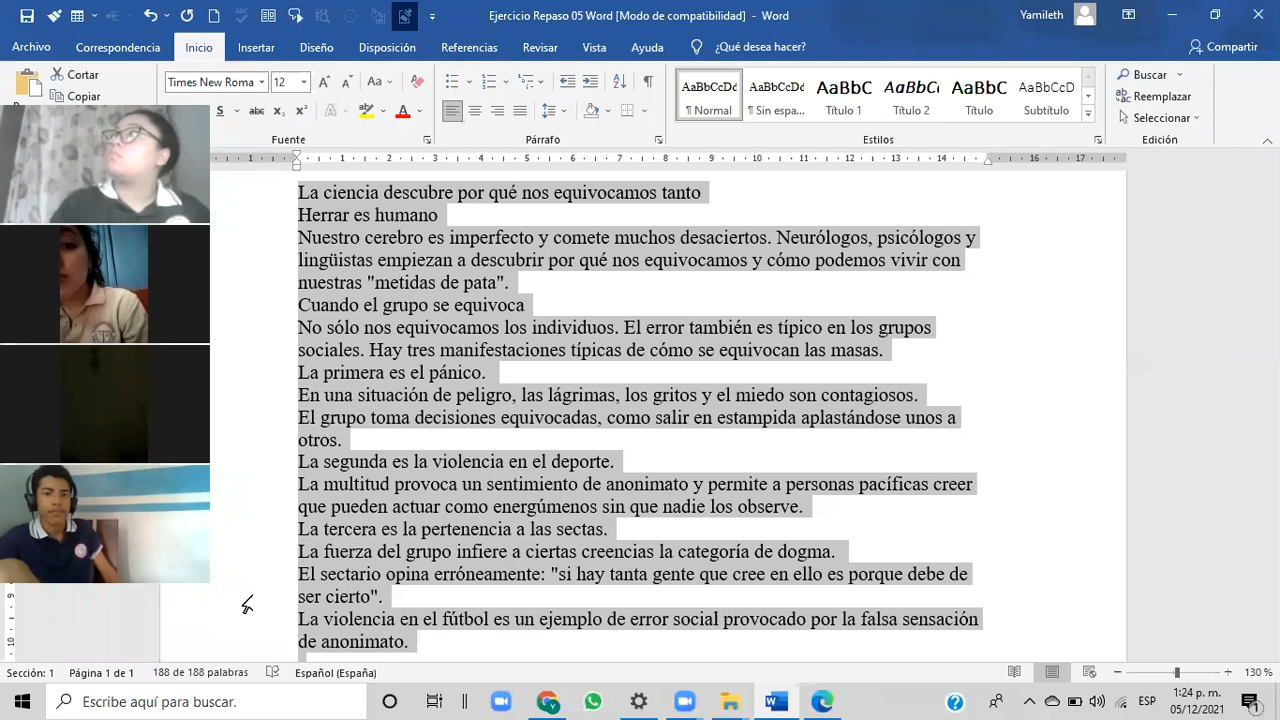 Ejercicio Repaso 05 [Modo de compatibilidad] - Word
Yamileth
Archivo
Correspondencia
Inicio
Insertar
Diseño
Disposición
Referencias
Revisar
Vista
Ayuda
¿Qué desea hacer?
Compartir
Cortar
Copiar
Times New Roma
12
Aa
AaBbCcDd
AaBbCcDd
AaBbC
AaBbCc
AaBbC
AaBbCcD
¶ Normal
¶ Sin espa...
Título 1
Título 2
Título
Subtítulo
Buscar
Reemplazar
Seleccionar
Fuente
Párrafo
Estilos
Edición
La ciencia descubre por qué nos equivocamos tanto
Herrar es humano
Nuestro cerebro es imperfecto y comete muchos desaciertos. Neurólogos, psicólogos y
lingüistas empiezan a descubrir por qué nos equivocamos y cómo podemos vivir con
nuestras "metidas de pata".
Cuando el grupo se equivoca
No sólo nos equivocamos los individuos. El error también es típico en los grupos
sociales. Hay tres manifestaciones típicas de cómo se equivocan las masas.
La primera es el pánico.
En una situación de peligro, las lágrimas, los gritos y el miedo son contagiosos.
El grupo toma decisiones equivocadas, como salir en estampida aplastándose unos a
otros.
La segunda es la violencia en el deporte.
La multitud provoca un sentimiento de anonimato y permite a personas pacíficas creer
que pueden actuar como energúmenos sin que nadie los observe.
La tercera es la pertenencia a las sectas.
La fuerza del grupo infiere a ciertas creencias la categoría de dogma.
El sectario opina erróneamente: "si hay tanta gente que cree en ello es porque debe de
ser cierto".
La violencia en el fútbol es un ejemplo de error social provocado por la falsa sensación
de anonimato.
Sección: 1
Página 1 de 1
188 de 188 palabras
Español (España)
130 %
Escribe aquí para buscar.
ESP
1:24 p. m.
05/12/2021